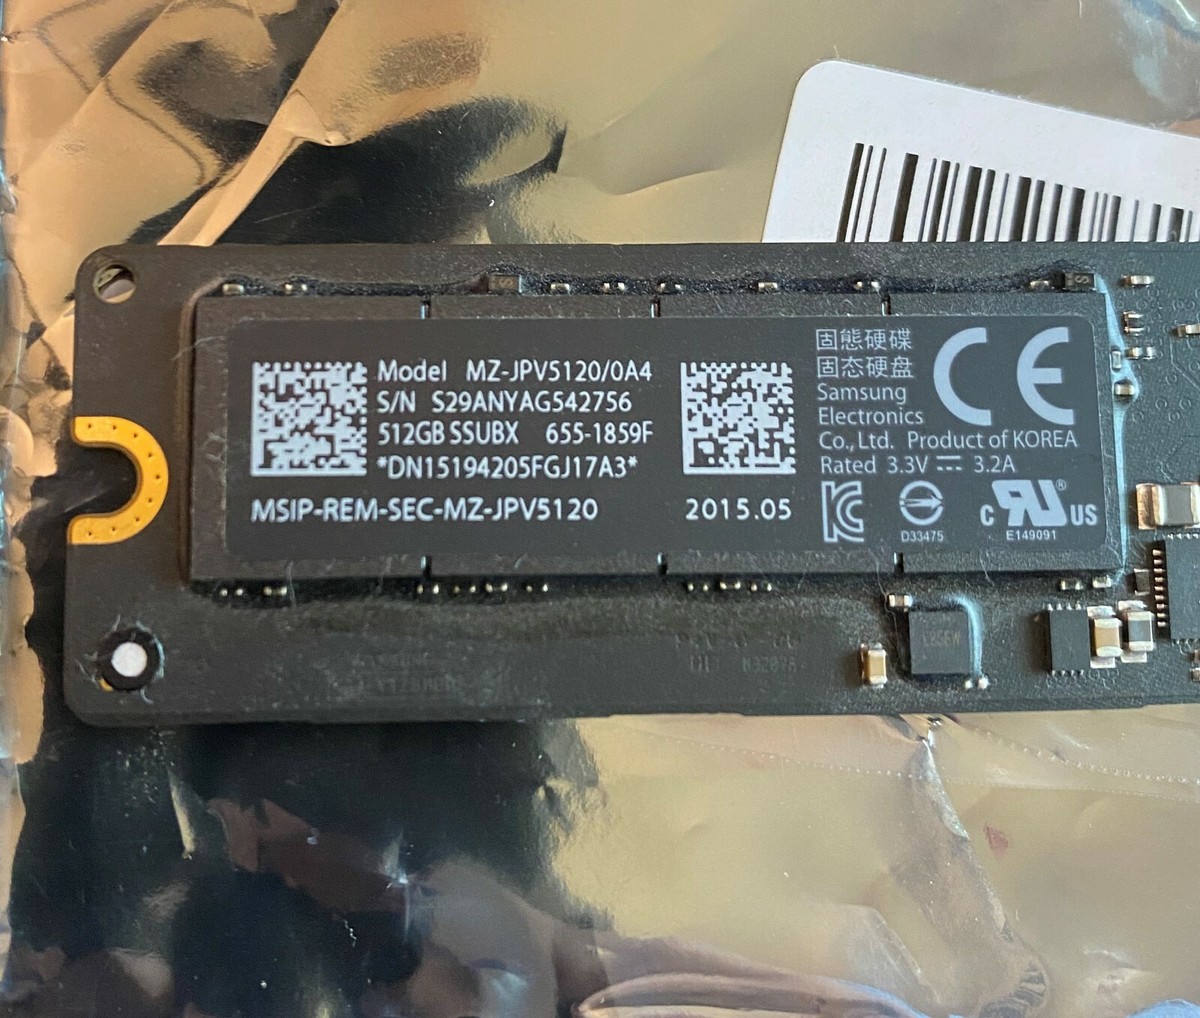 Model MZ-JPV5120/0A4
S/N S29ANYAG542756
512GB SSUBX 655-1859F
*DN15194205FGJ17A3*
MSIP-REM-SEC-MZ-JPV5120
2015.05
固態硬碟
固态硬盘
Samsung
Electronics
Co.,Ltd. Product of KOREA
Rated 3.3V 3.2A
CE
KC
D33475
c RU ® US
E149091